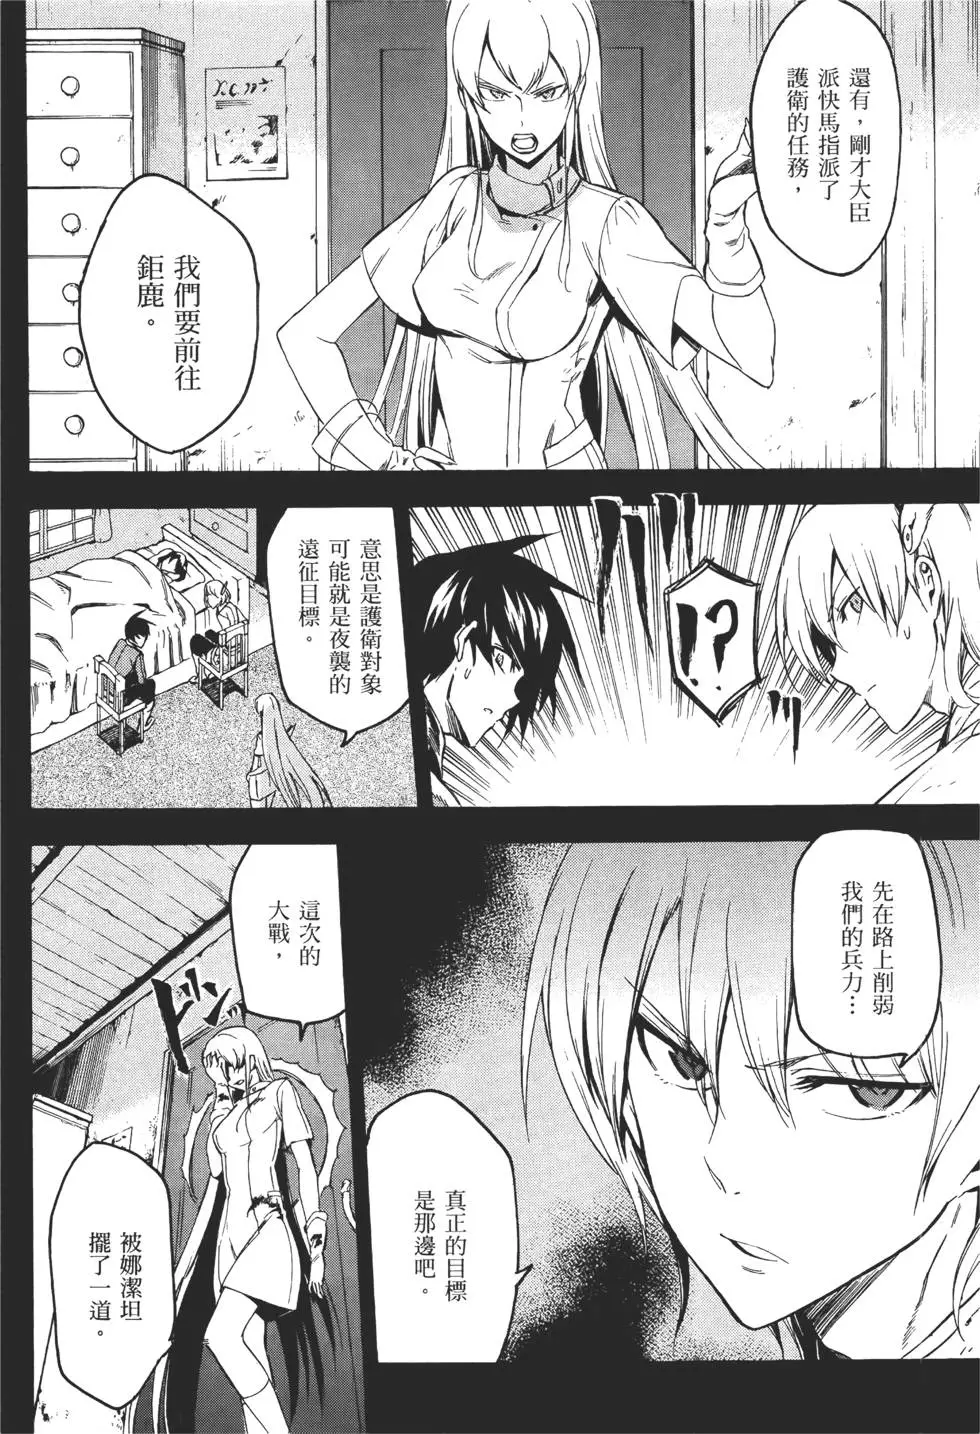 還有，剛才大臣
派快馬指派了
護衛的任務，
我們要前往
鉅鹿。
!?
意思是護衛對象
可能就是夜襲的
遠征目標。
先在路上削弱
我們的兵力…
真正的目標
是那邊吧。
這次的
大戰，
ドン
被娜潔坦
擺了一道。